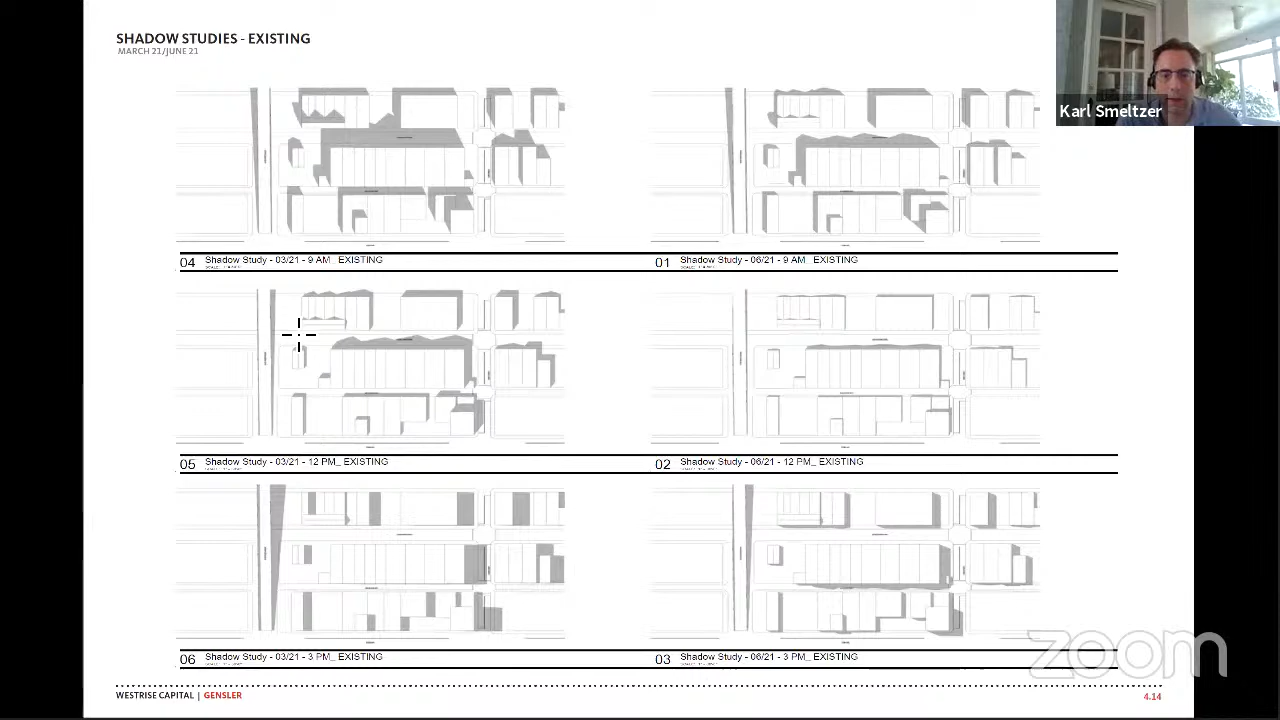 SHADOW STUDIES - EXISTING
MARCH 21/JUNE 21
Karl Smeltzer
04 Shadow Study - 03/21 - 9 AM_ EXISTING
01 Shadow Study - 06/21 - 9 AM_ EXISTING
05 Shadow Study - 03/21 - 12 PM_ EXISTING
02 Shadow Study - 06/21 - 12 PM_ EXISTING
06 Shadow Study - 03/21 - 3 PM_ EXISTING
03 Shadow Study - 06/21 - 3 PM_ EXISTING
zoom
WESTRISE CAPITAL | GENSLER
4.14